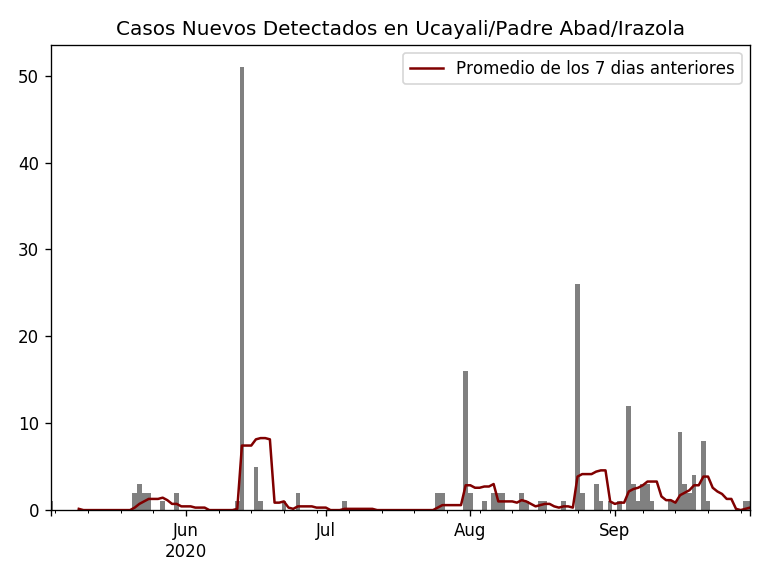 Casos Nuevos Detectados en Ucayali/Padre Abad/Irazola
Promedio de los 7 dias anteriores
50
40
30
20
10
0
Jun
2020
Jul
Aug
Sep